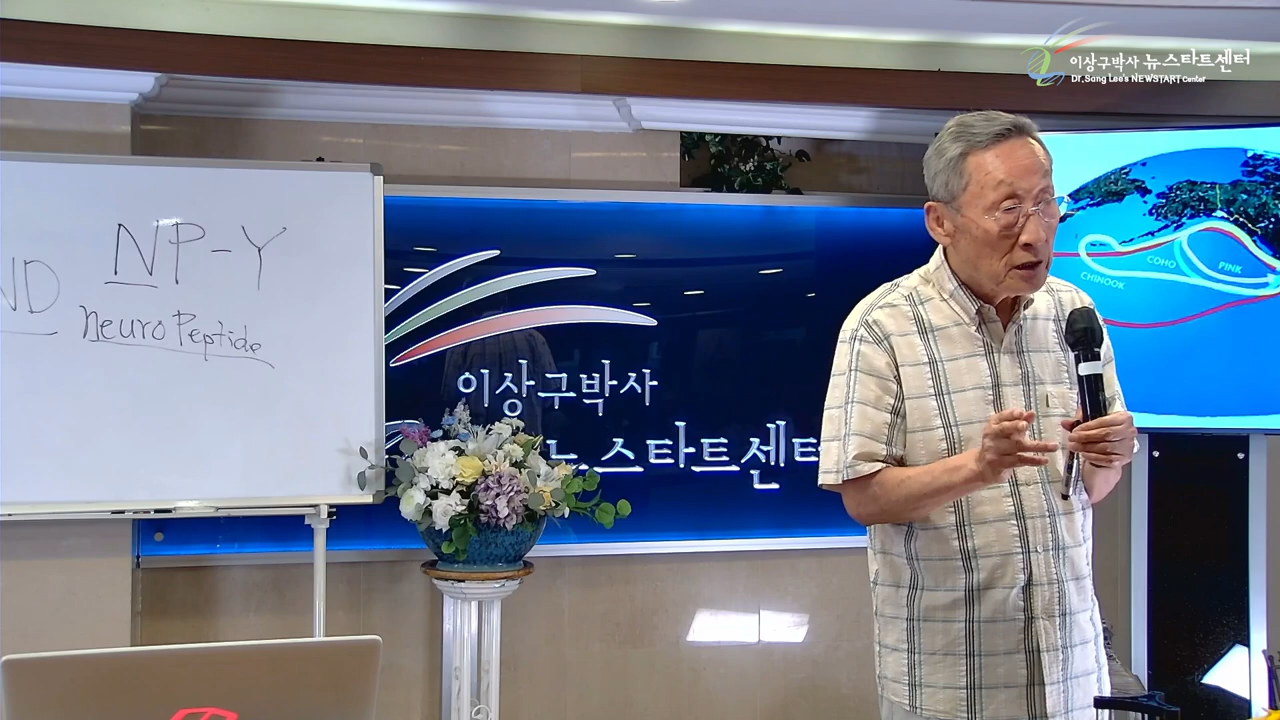 이상구박사 뉴스타트센터
Dr.Sang Lee's NEWSTART Center
NP-Y
ND
Neuro Peptide
이상구박사
뉴스타트센터
COHO
PINK
CHINOOK